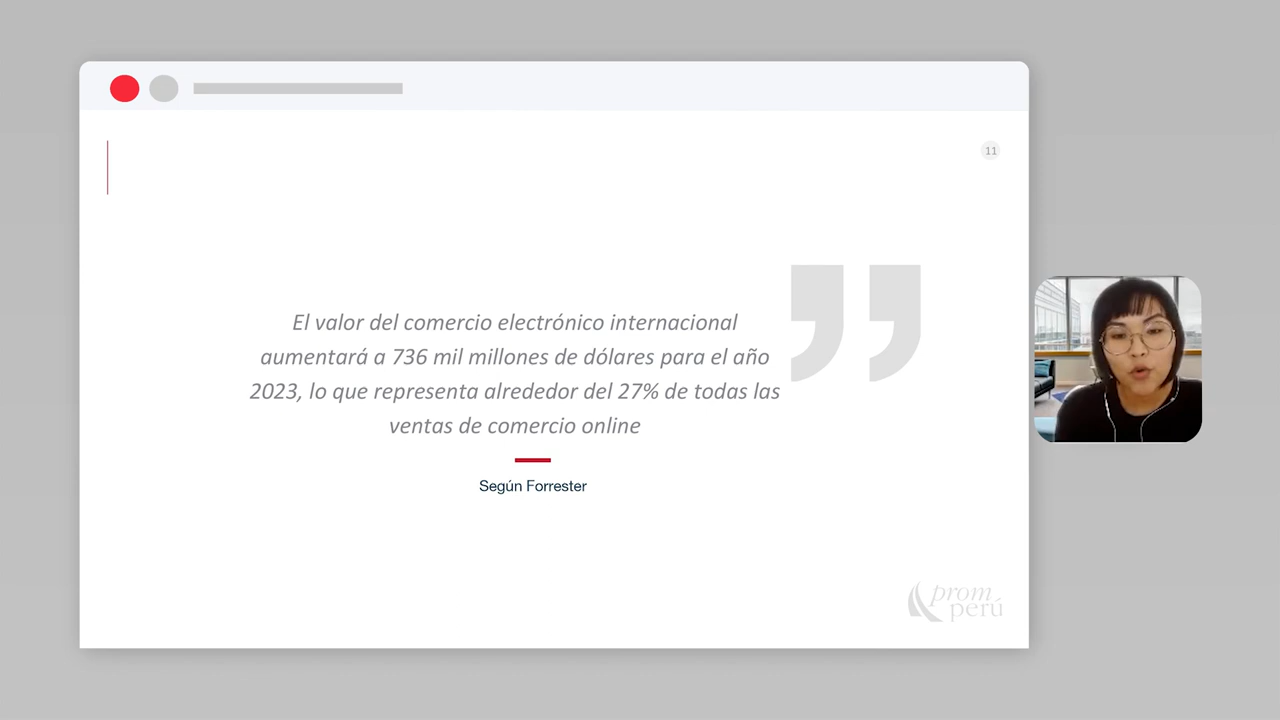 11
El valor del comercio electrónico internacional
aumentará a 736 mil millones de dólares para el año
2023, lo que representa alrededor del 27% de todas las
ventas de comercio online
Según Forrester
prom
perú